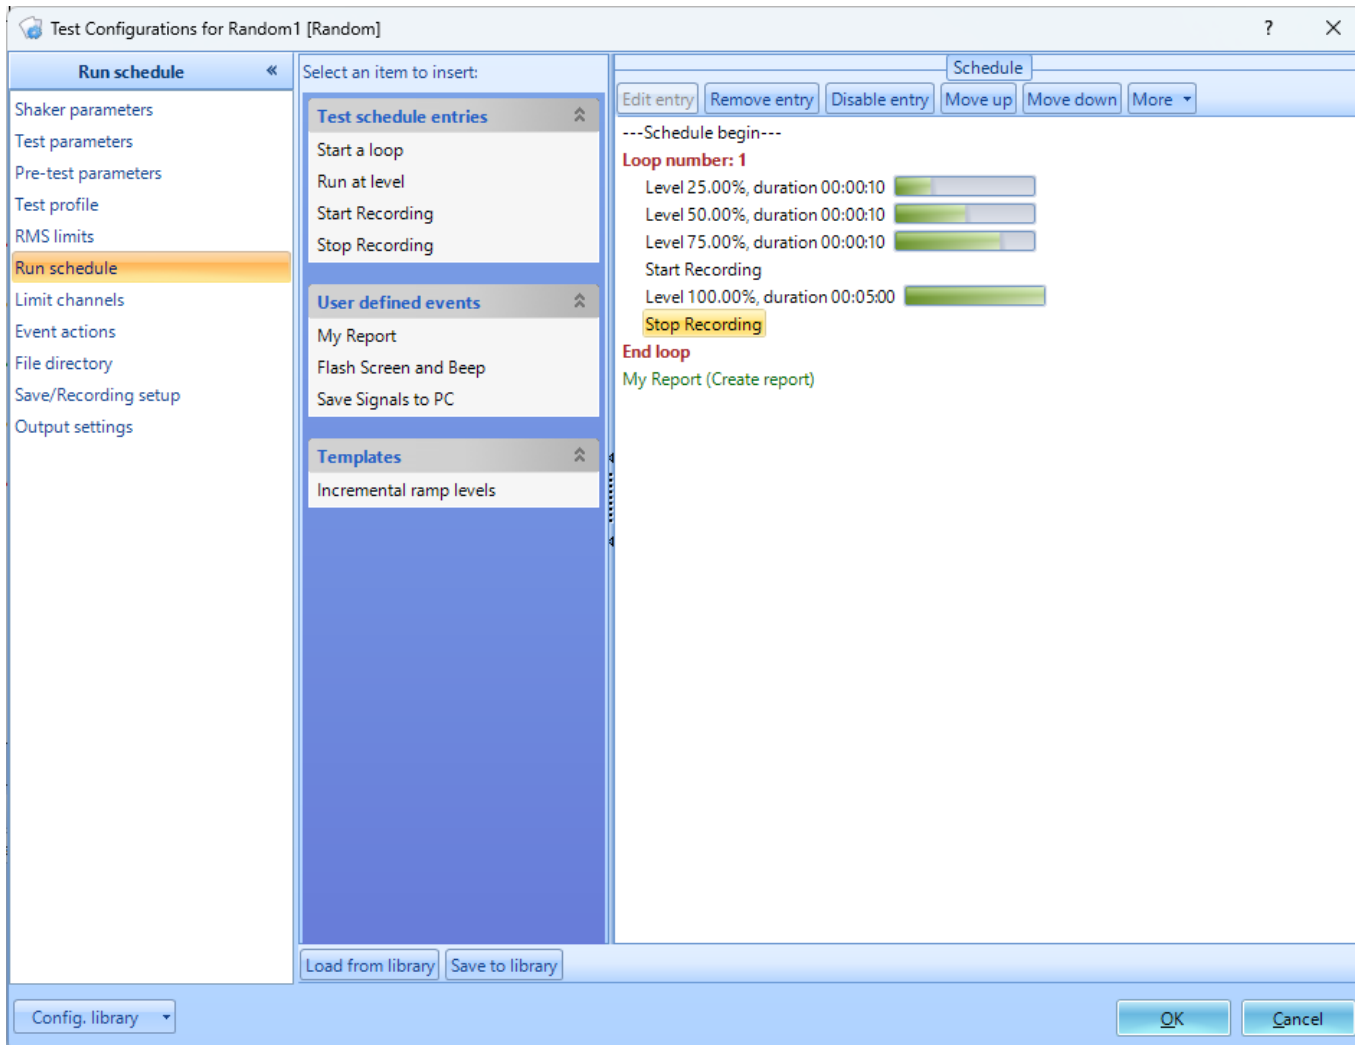 Test Configurations for Random1 [Random]
?
Run schedule
Shaker parameters
Test parameters
Pre-test parameters
Test profile
RMS limits
Run schedule
Limit channels
Event actions
File directory
Save/Recording setup
Output settings
Select an item to insert:
Test schedule entries
Start a loop
Run at level
Start Recording
Stop Recording
User defined events
My Report
Flash Screen and Beep
Save Signals to PC
Templates
Incremental ramp levels
Schedule
Edit entry Remove entry Disable entry Move up Move down More
---Schedule begin---
Loop number: 1
Level 25.00%, duration 00:00:10
Level 50.00%, duration 00:00:10
Level 75.00%, duration 00:00:10
Start Recording
Level 100.00%, duration 00:05:00
Stop Recording
End loop
My Report (Create report)
Load from library Save to library
Config. library
OK Cancel